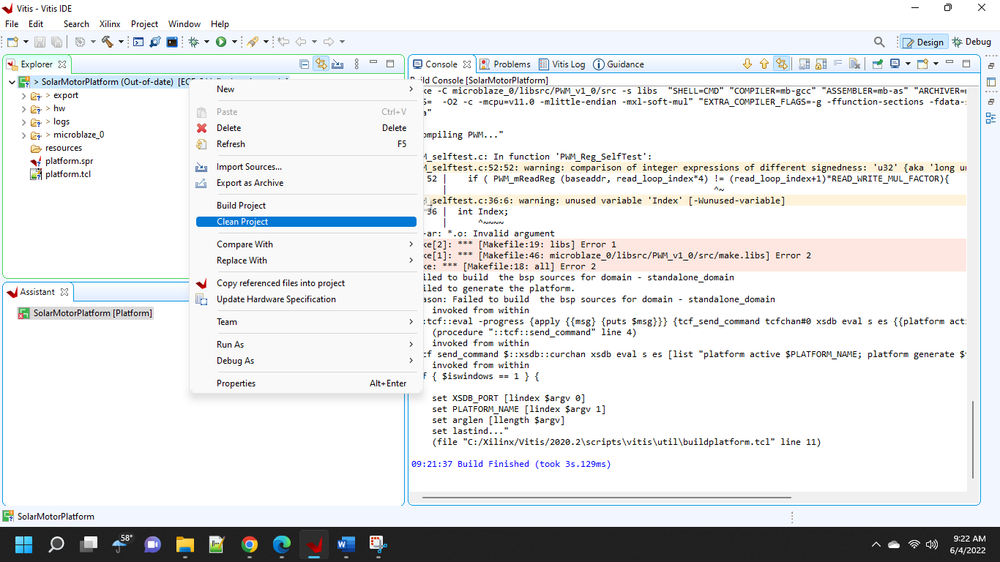 Vitis - Vitis IDE
File Edit Search Xilinx Project Window Help
Design Debug
Explorer
> SolarMotorPlatform (Out-of-date)
> export
> hw
> logs
> microblaze_0
resources
platform.spr
platform.tcl
Assistant
SolarMotorPlatform [Platform]
New
Paste Ctrl+V
Delete Delete
Refresh F5
Import Sources...
Export as Archive
Build Project
Clean Project
Compare With
Replace With
Copy referenced files into project
Update Hardware Specification
Team
Run As
Debug As
Properties Alt+Enter
Console Problems Vitis Log Guidance
Build Console [SolarMotorPlatform]
ke -C microblaze_0/libsrc/PWM_v1_0/src -s libs "SHELL=CMD" "COMPILER=mb-gcc" "ASSEMBLER=mb-as" "ARCHIVER=
S= -O2 -c -mcpu=v11.0 -mlittle-endian -mxl-soft-mul" "EXTRA_COMPILER_FLAGS=-g -ffunction-sections -fdata-
a"
ompiling PWM..."
_selftest.c: In function 'PWM_Reg_SelfTest':
_selftest.c:52:52: warning: comparison of integer expressions of different signedness: 'u32' {aka 'long un
52 | if ( PWM_mReadReg (baseaddr, read_loop_index*4) != (read_loop_index+1)*READ_WRITE_MUL_FACTOR){
| ^~
_selftest.c:36:6: warning: unused variable 'Index' [-Wunused-variable]
36 | int Index;
| ^~~~~
-ar: *.o: Invalid argument
ke[2]: *** [Makefile:19: libs] Error 1
ke[1]: *** [Makefile:46: microblaze_0/libsrc/PWM_v1_0/src/make.libs] Error 2
ke: *** [Makefile:18: all] Error 2
iled to build the bsp sources for domain - standalone_domain
iled to generate the platform.
ason: Failed to build the bsp sources for domain - standalone_domain
invoked from within
:tcf::eval -progress {apply {{msg} {puts $msg}}} {tcf_send_command tcfchan#0 xsdb eval s es {{platform acti
(procedure "::tcf::send_command" line 4)
invoked from within
cf send_command $::xsdb::curchan xsdb eval s es [list "platform active $PLATFORM_NAME; platform generate $
invoked from within
f { $iswindows == 1 } {
set XSDB_PORT [lindex $argv 0]
set PLATFORM_NAME [lindex $argv 1]
set arglen [llength $argv]
set lastind..."
(file "C:/Xilinx/Vitis/2020.2\scripts\vitis\util\buildplatform.tcl" line 11)
09:21:37 Build Finished (took 3s.129ms)
SolarMotorPlatform
58°
9:22 AM
6/4/2022